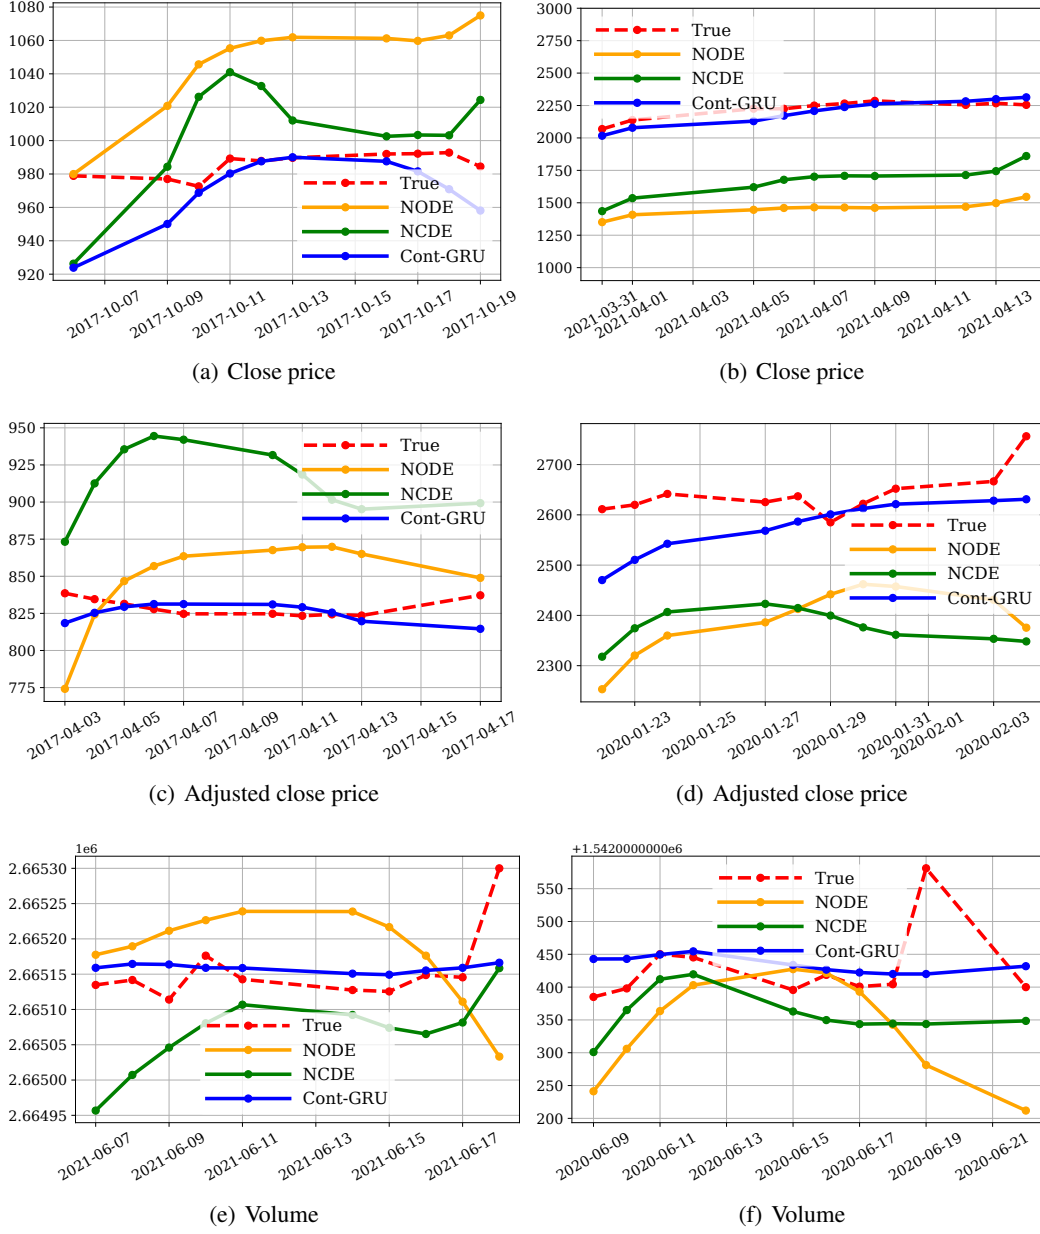 1080
1060
1040
1020
1000
980
960
940
920
True
NODE
NCDE
Cont-GRU
2017-10-07
2017-10-09
2017-10-11
2017-10-13
2017-10-15
2017-10-17
2017-10-19
(a) Close price
3000
2750
2500
2250
2000
1750
1500
1250
1000
True
NODE
NCDE
Cont-GRU
2021-03-31
2021-04-01
2021-04-03
2021-04-05
2021-04-07
2021-04-09
2021-04-11
2021-04-13
(b) Close price
950
925
900
875
850
825
800
775
True
NODE
NCDE
Cont-GRU
2017-04-03
2017-04-05
2017-04-07
2017-04-09
2017-04-11
2017-04-13
2017-04-15
2017-04-17
(c) Adjusted close price
2700
2600
2500
2400
2300
True
NODE
NCDE
Cont-GRU
2020-01-23
2020-01-25
2020-01-27
2020-01-29
2020-01-31
2020-02-01
2020-02-03
(d) Adjusted close price
1e6
2.66530
2.66525
2.66520
2.66515
2.66510
2.66505
2.66500
2.66495
True
NODE
NCDE
Cont-GRU
2021-06-07
2021-06-09
2021-06-11
2021-06-13
2021-06-15
2021-06-17
(e) Volume
+1.5420000000e6
550
500
450
400
350
300
250
200
True
NODE
NCDE
Cont-GRU
2020-06-09
2020-06-11
2020-06-13
2020-06-15
2020-06-17
2020-06-19
2020-06-21
(f) Volume